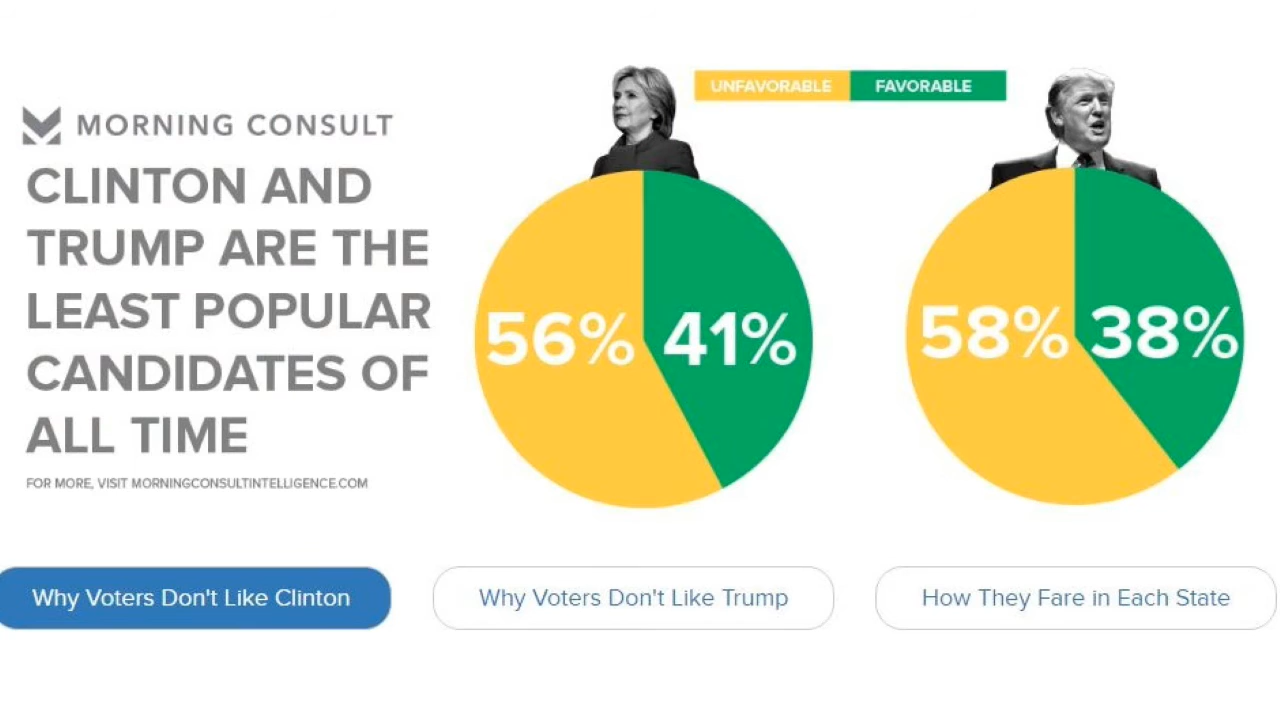 MORNING CONSULT
CLINTON AND
TRUMP ARE THE
LEAST POPULAR
CANDIDATES OF
ALL TIME
FOR MORE, VISIT MORNINGCONSULTINTELLIGENCE.COM
UNFAVORABLE FAVORABLE
56% 41%
58% 38%
Why Voters Don't Like Clinton
Why Voters Don't Like Trump
How They Fare in Each State